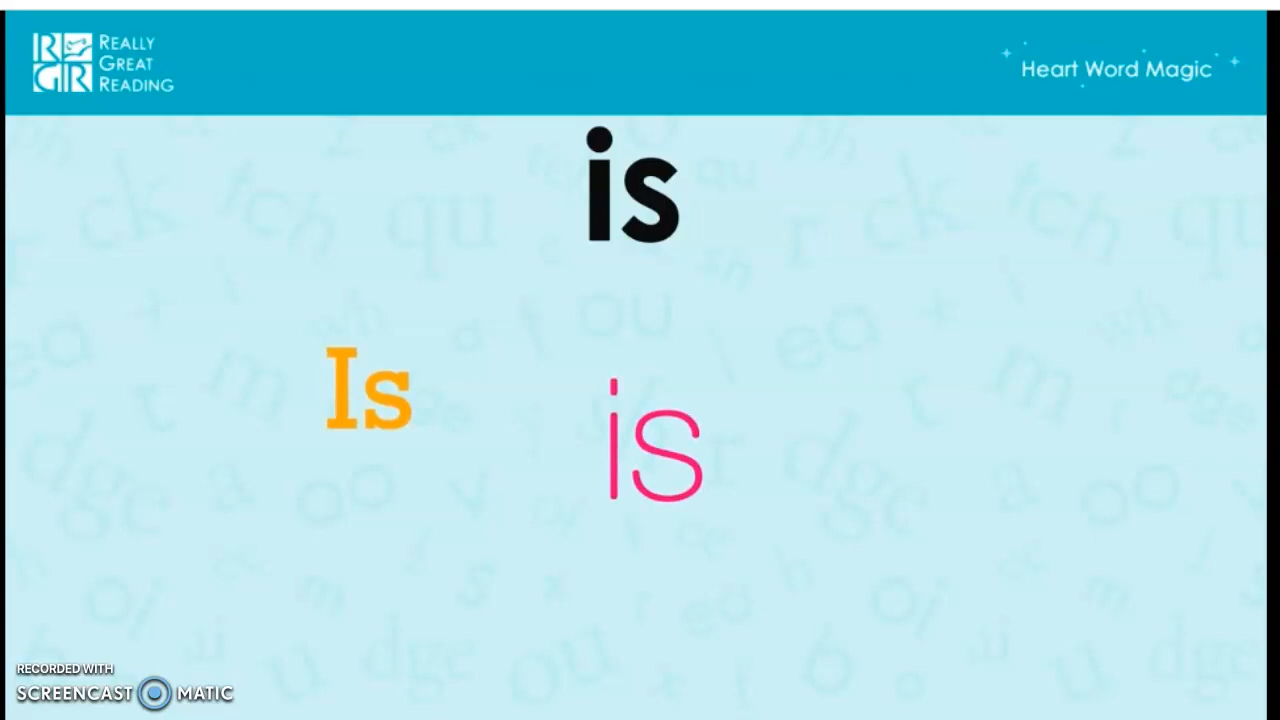 REALLY
GREAT
READING
Heart Word Magic
is
Is
is
RECORDED WITH
SCREENCAST MATIC